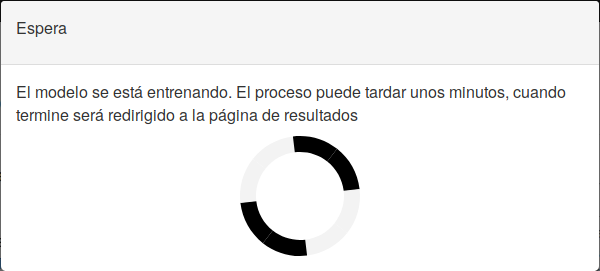 Espera
El modelo se está entrenando. El proceso puede tardar unos minutos, cuando
termine será redirigido a la página de resultados